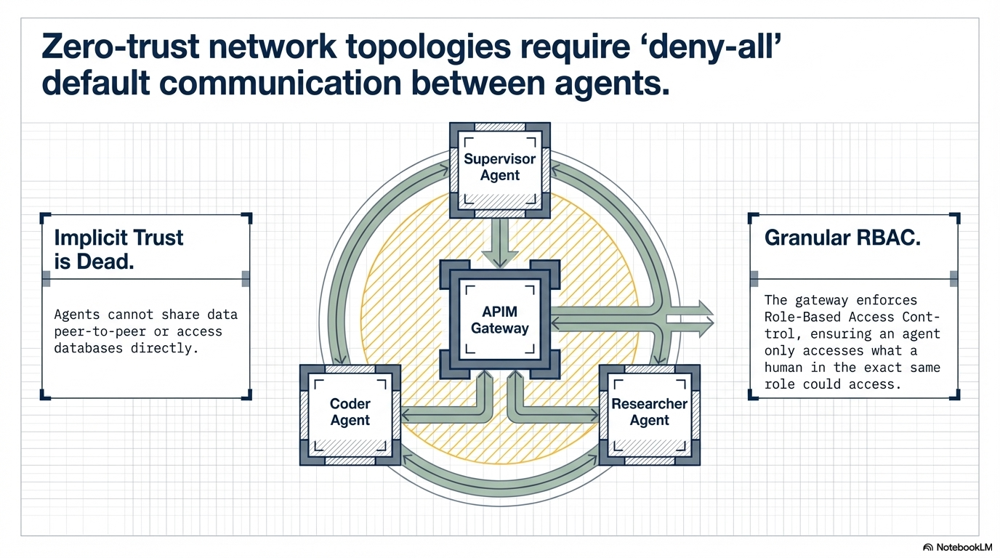 Zero-trust network topologies require ‘deny-all’
default communication between agents.
Supervisor
Agent
Implicit Trust
is Dead.
Agents cannot share data
peer-to-peer or access
databases directly.
APIM
Gateway
Granular RBAC.
The gateway enforces
Role-Based Access Cont-
trol, ensuring an agent
only accesses what a
human in the exact same
role could access.
Coder
Agent
Researcher
Agent
NotebookLM